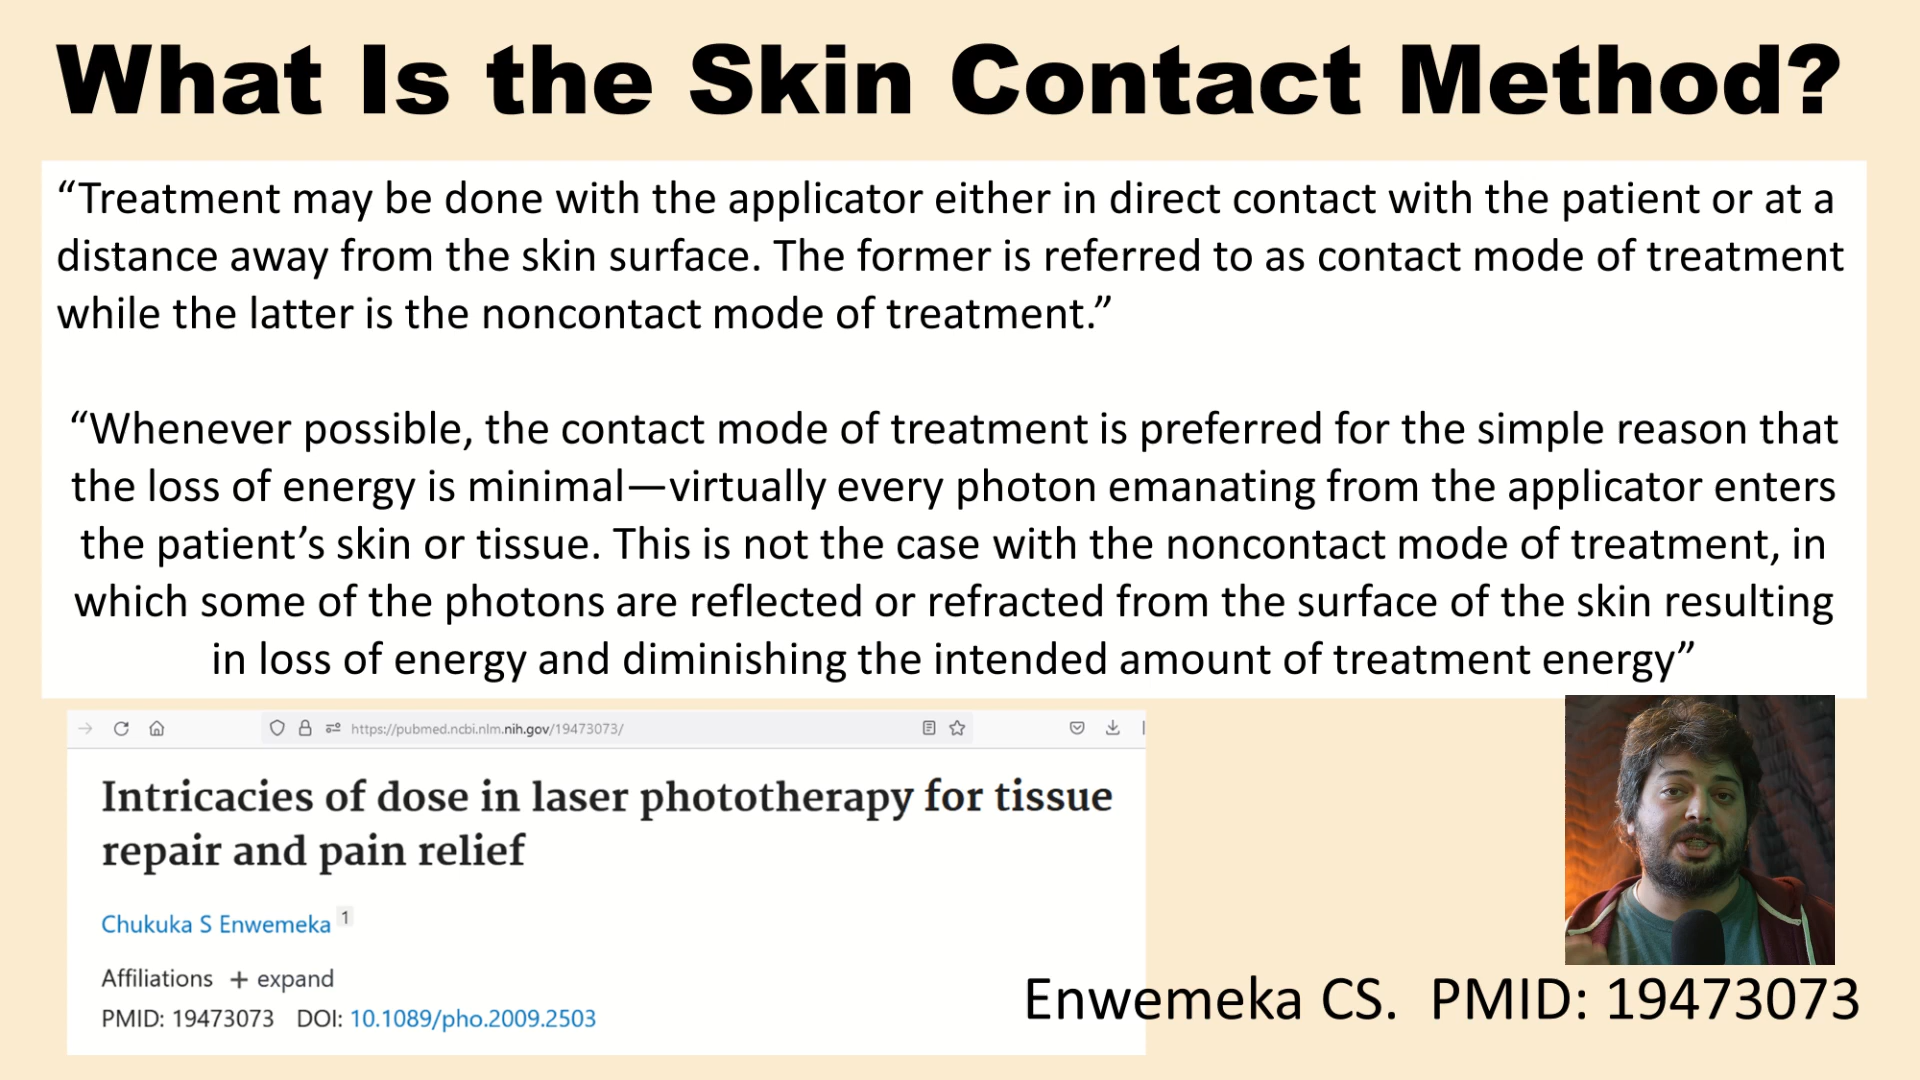 What Is the Skin Contact Method?
“Treatment may be done with the applicator either in direct contact with the patient or at a
distance away from the skin surface. The former is referred to as contact mode of treatment
while the latter is the noncontact mode of treatment.”
“Whenever possible, the contact mode of treatment is preferred for the simple reason that
the loss of energy is minimal—virtually every photon emanating from the applicator enters
the patient’s skin or tissue. This is not the case with the noncontact mode of treatment, in
which some of the photons are reflected or refracted from the surface of the skin resulting
in loss of energy and diminishing the intended amount of treatment energy”
https://pubmed.ncbi.nlm.nih.gov/19473073/
Intricacies of dose in laser phototherapy for tissue
repair and pain relief
Chukuka S Enwemeka 1
Affiliations + expand
PMID: 19473073 DOI: 10.1089/pho.2009.2503
Enwemeka CS. PMID: 19473073